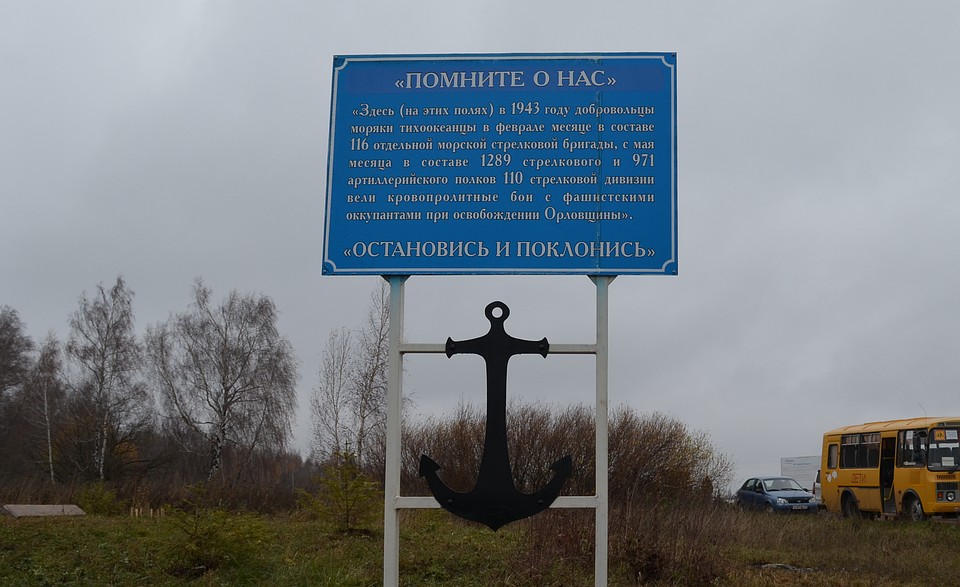 «ПОМНИТЕ О НАС»
«Здесь (на этих полях) в 1943 году добровольцы
моряки тихоокеанцы в феврале месяце в составе
116 отдельной морской стрелковой бригады, с мая
месяца в составе 1289 стрелкового и 971
артиллерийского полков 110 стрелковой дивизии
вели кровопролитные бои с фашистскими
оккупантами при освобождении Орловщины».
«ОСТАНОВИСЬ И ПОКЛОНИСЬ»
ДЕТИ